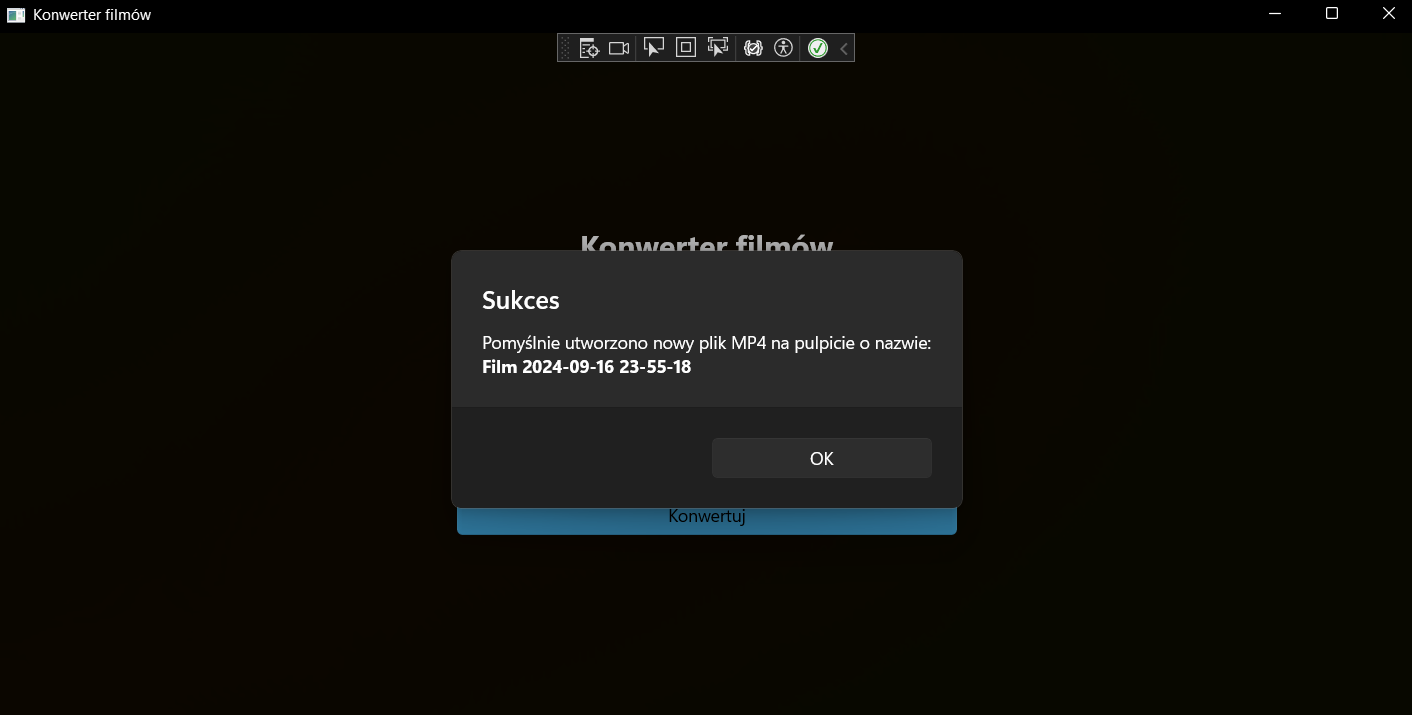 Konwerter filmów
Konwerter filmów
Sukces
Pomyślnie utworzono nowy plik MP4 na pulpicie o nazwie:
Film 2024-09-16 23-55-18
OK
Konwertuj